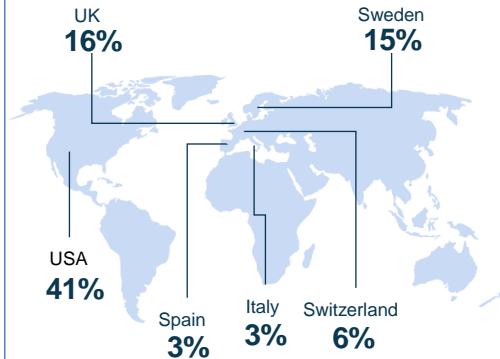 UK
16%
Sweden
15%
USA
41%
Spain
3%
Italy
3%
Switzerland
6%